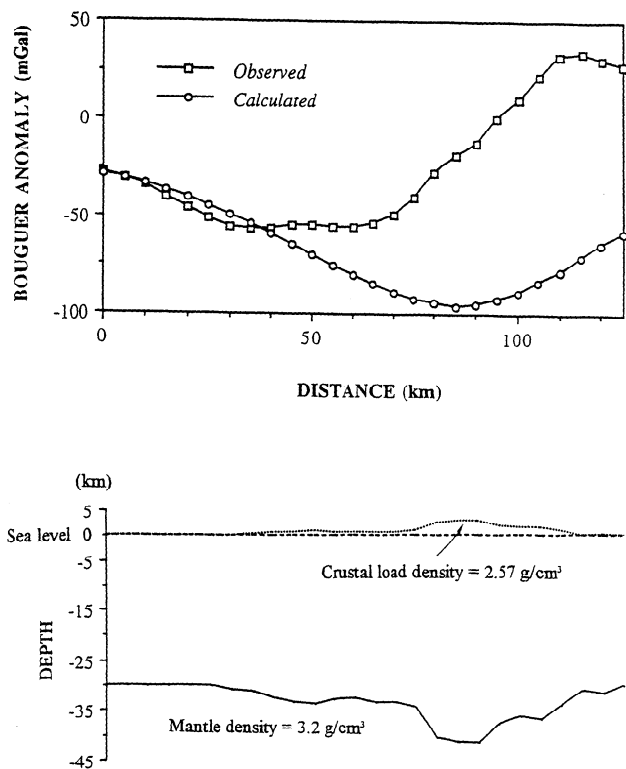 50
0
-50
-100
BOUGUER ANOMALY (mGal)
Observed
Calculated
0
50
100
DISTANCE (km)
(km)
5
Sea level 0
-5
-15
-25
-35
-45
DEPTH
Crustal load density = 2.57 g/cm³
Mantle density = 3.2 g/cm³